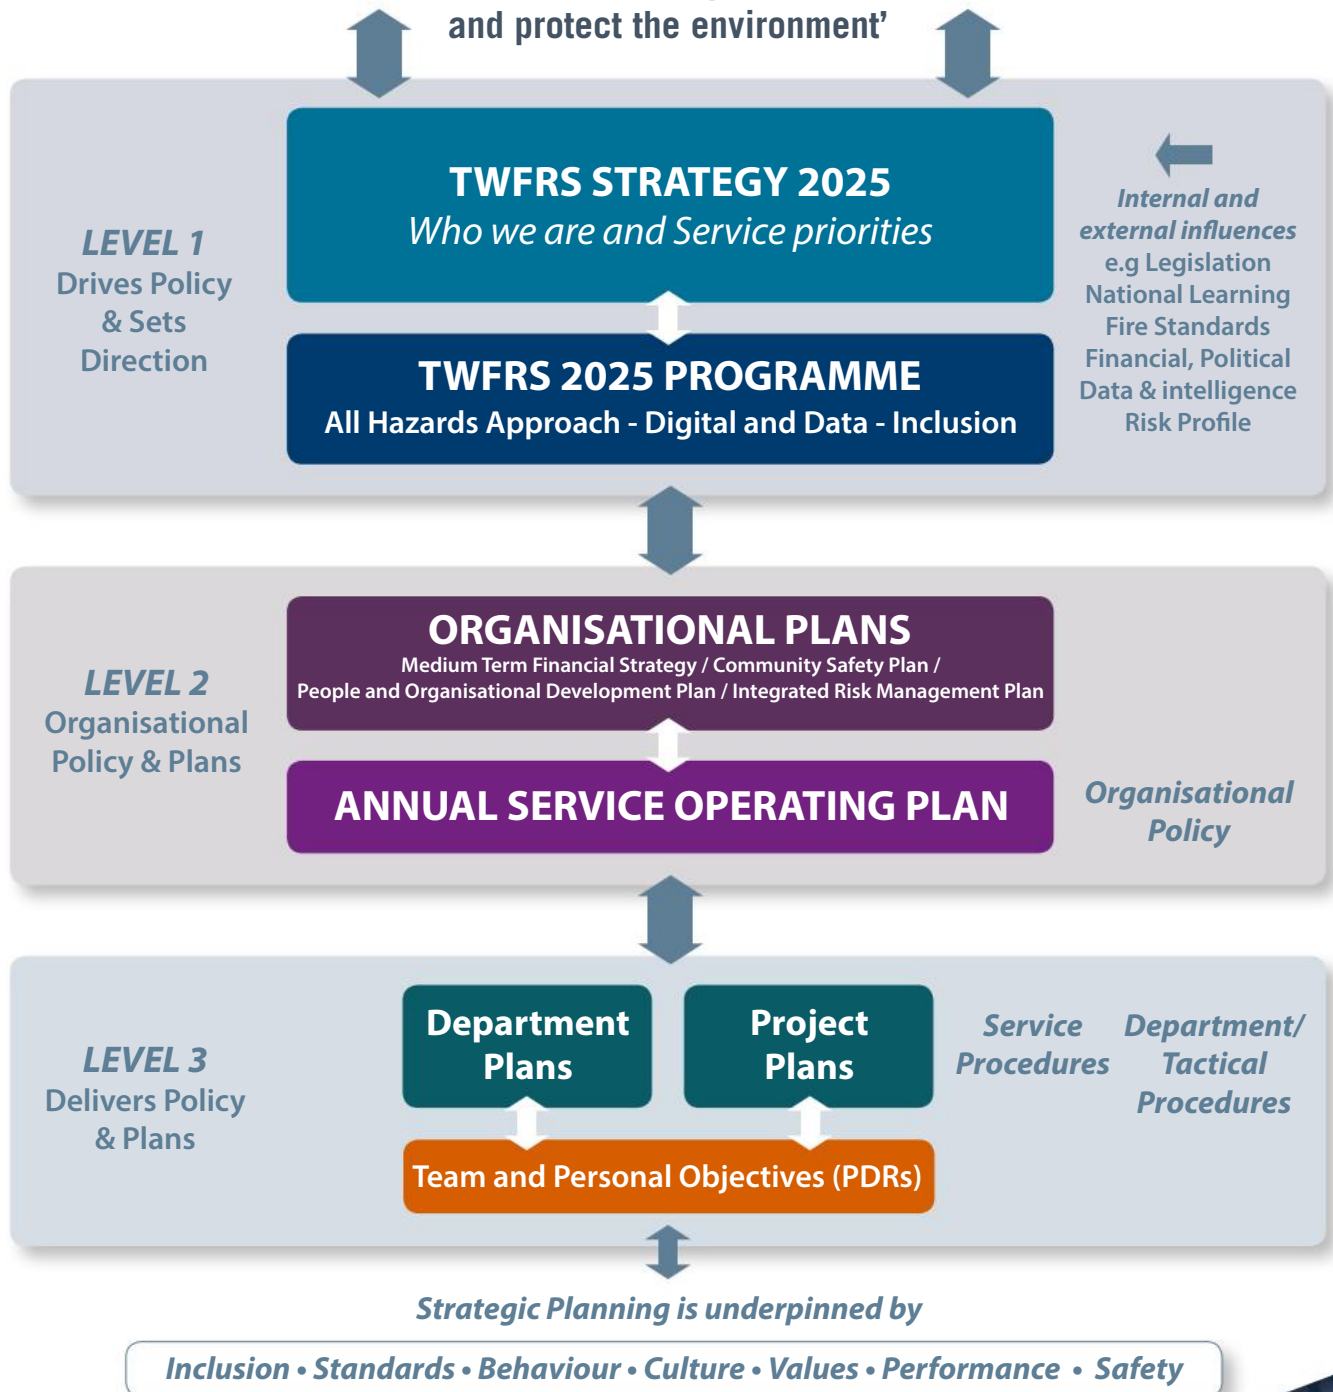 and protect the environment’
LEVEL 1
Drives Policy
& Sets
Direction
TWFRS STRATEGY 2025
Who we are and Service priorities
TWFRS 2025 PROGRAMME
All Hazards Approach - Digital and Data - Inclusion
Internal and
external influences
e.g Legislation
National Learning
Fire Standards
Financial, Political
Data & intelligence
Risk Profile
LEVEL 2
Organisational
Policy & Plans
ORGANISATIONAL PLANS
Medium Term Financial Strategy / Community Safety Plan /
People and Organisational Development Plan / Integrated Risk Management Plan
ANNUAL SERVICE OPERATING PLAN
Organisational
Policy
LEVEL 3
Delivers Policy
& Plans
Department
Plans
Project
Plans
Team and Personal Objectives (PDRs)
Service
Procedures
Department/
Tactical
Procedures
Strategic Planning is underpinned by
Inclusion • Standards • Behaviour • Culture • Values • Performance • Safety